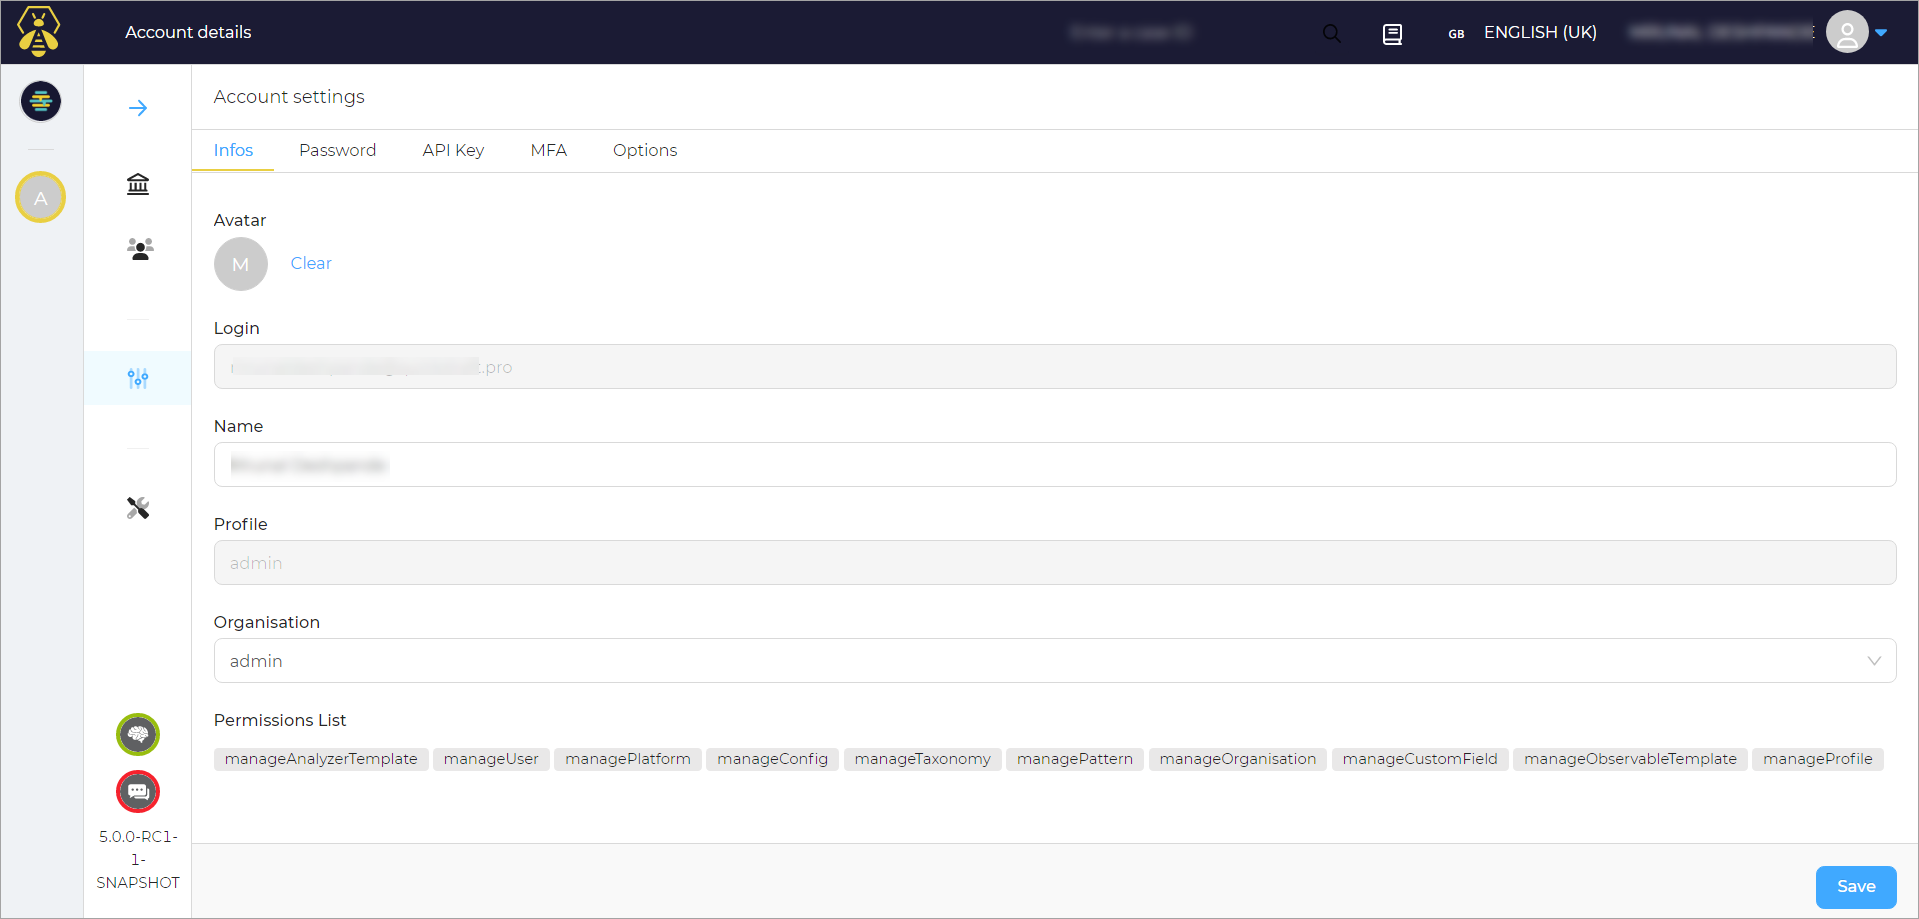 Account details
GB ENGLISH (UK)
A
Account settings
Infos Password API Key MFA Options
Avatar
M Clear
Login
.pro
Name
Profile
admin
Organisation
admin
Permissions List
manageAnalyzerTemplate manageUser managePlatform manageConfig manageTaxonomy managePattern manageOrganisation manageCustomField manageObservableTemplate manageProfile
5.0.0-RC1-
1-
SNAPSHOT
Save